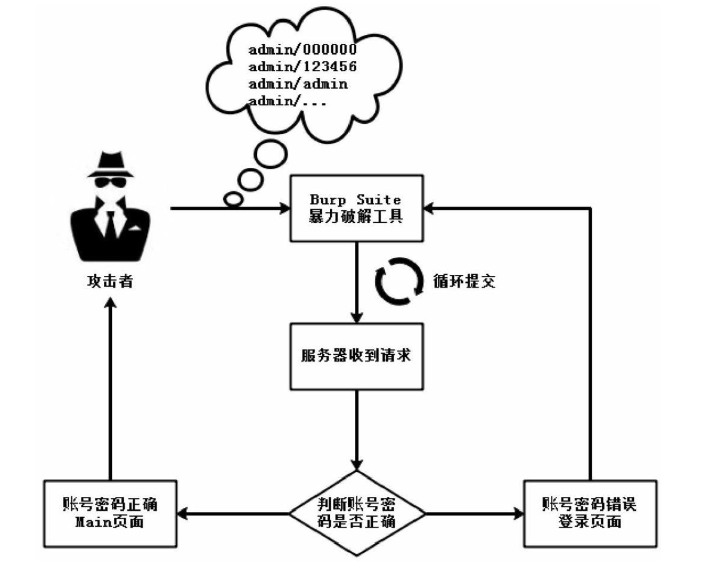 admin/000000
admin/123456
admin/admin
admin/...
Burp Suite
暴力破解工具
攻击者
循环提交
服务器收到请求
账号密码正确
Main页面
判断账号密
码是否正确
账号密码错误
登录页面